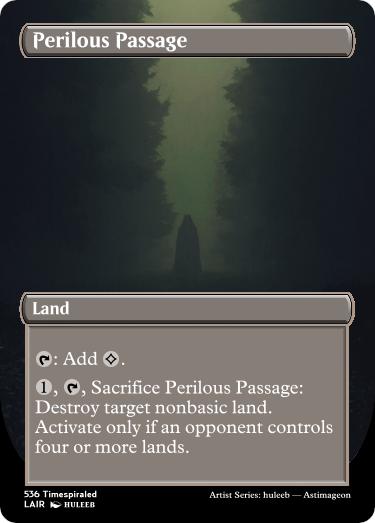 Perilous Passage
Land
: Add .
1, , Sacrifice Perilous Passage:
Destroy target nonbasic land.
Activate only if an opponent controls
four or more lands.
536 Timespiraled
LAIR HULEEB
Artist Series: huleeb — Astimageon